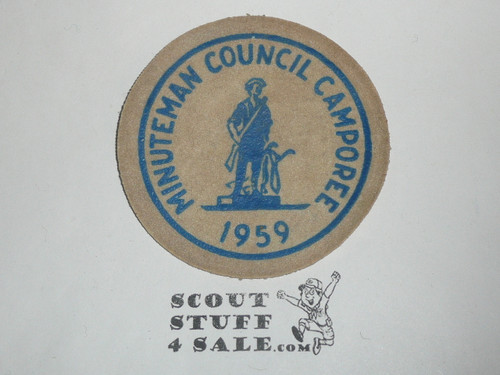 MINUTEMAN COUNCIL CAMPOREE
1959
SCOUT
STUFF
4 SALE.COM